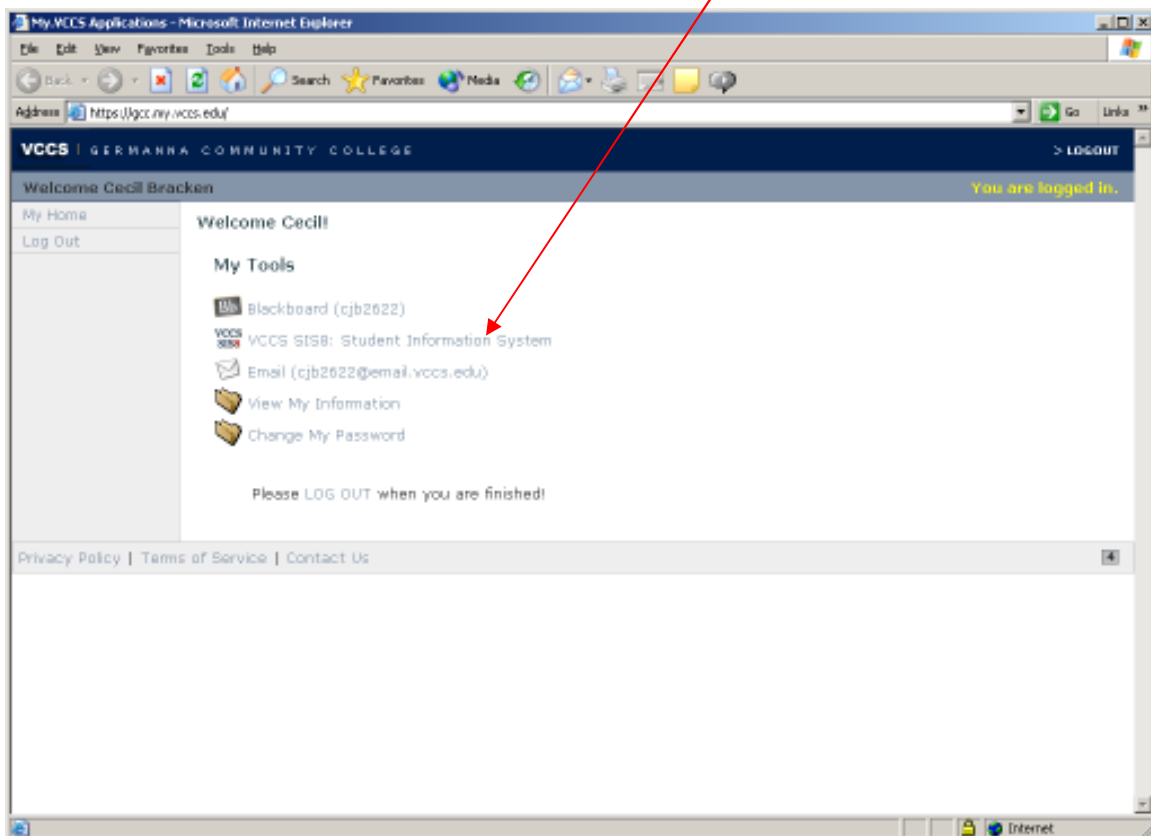 My.VCCS Applications - Microsoft Internet Explorer
File Edit View Favorites Tools Help
Back Search Favorites Media
Address https://gcc.my.vccs.edu/ Go Links »
VCCS | GERMANNA COMMUNITY COLLEGE > LOGOUT
Welcome Cecil Bracken You are logged in.
My Home
Log Out
Welcome Cecil!
My Tools
Bb Blackboard (cjb2622)
VCCS SIS8 VCCS SIS8: Student Information System
Email (cjb2622@email.vccs.edu)
View My Information
Change My Password
Please LOG OUT when you are finished!
Privacy Policy | Terms of Service | Contact Us 4
Internet